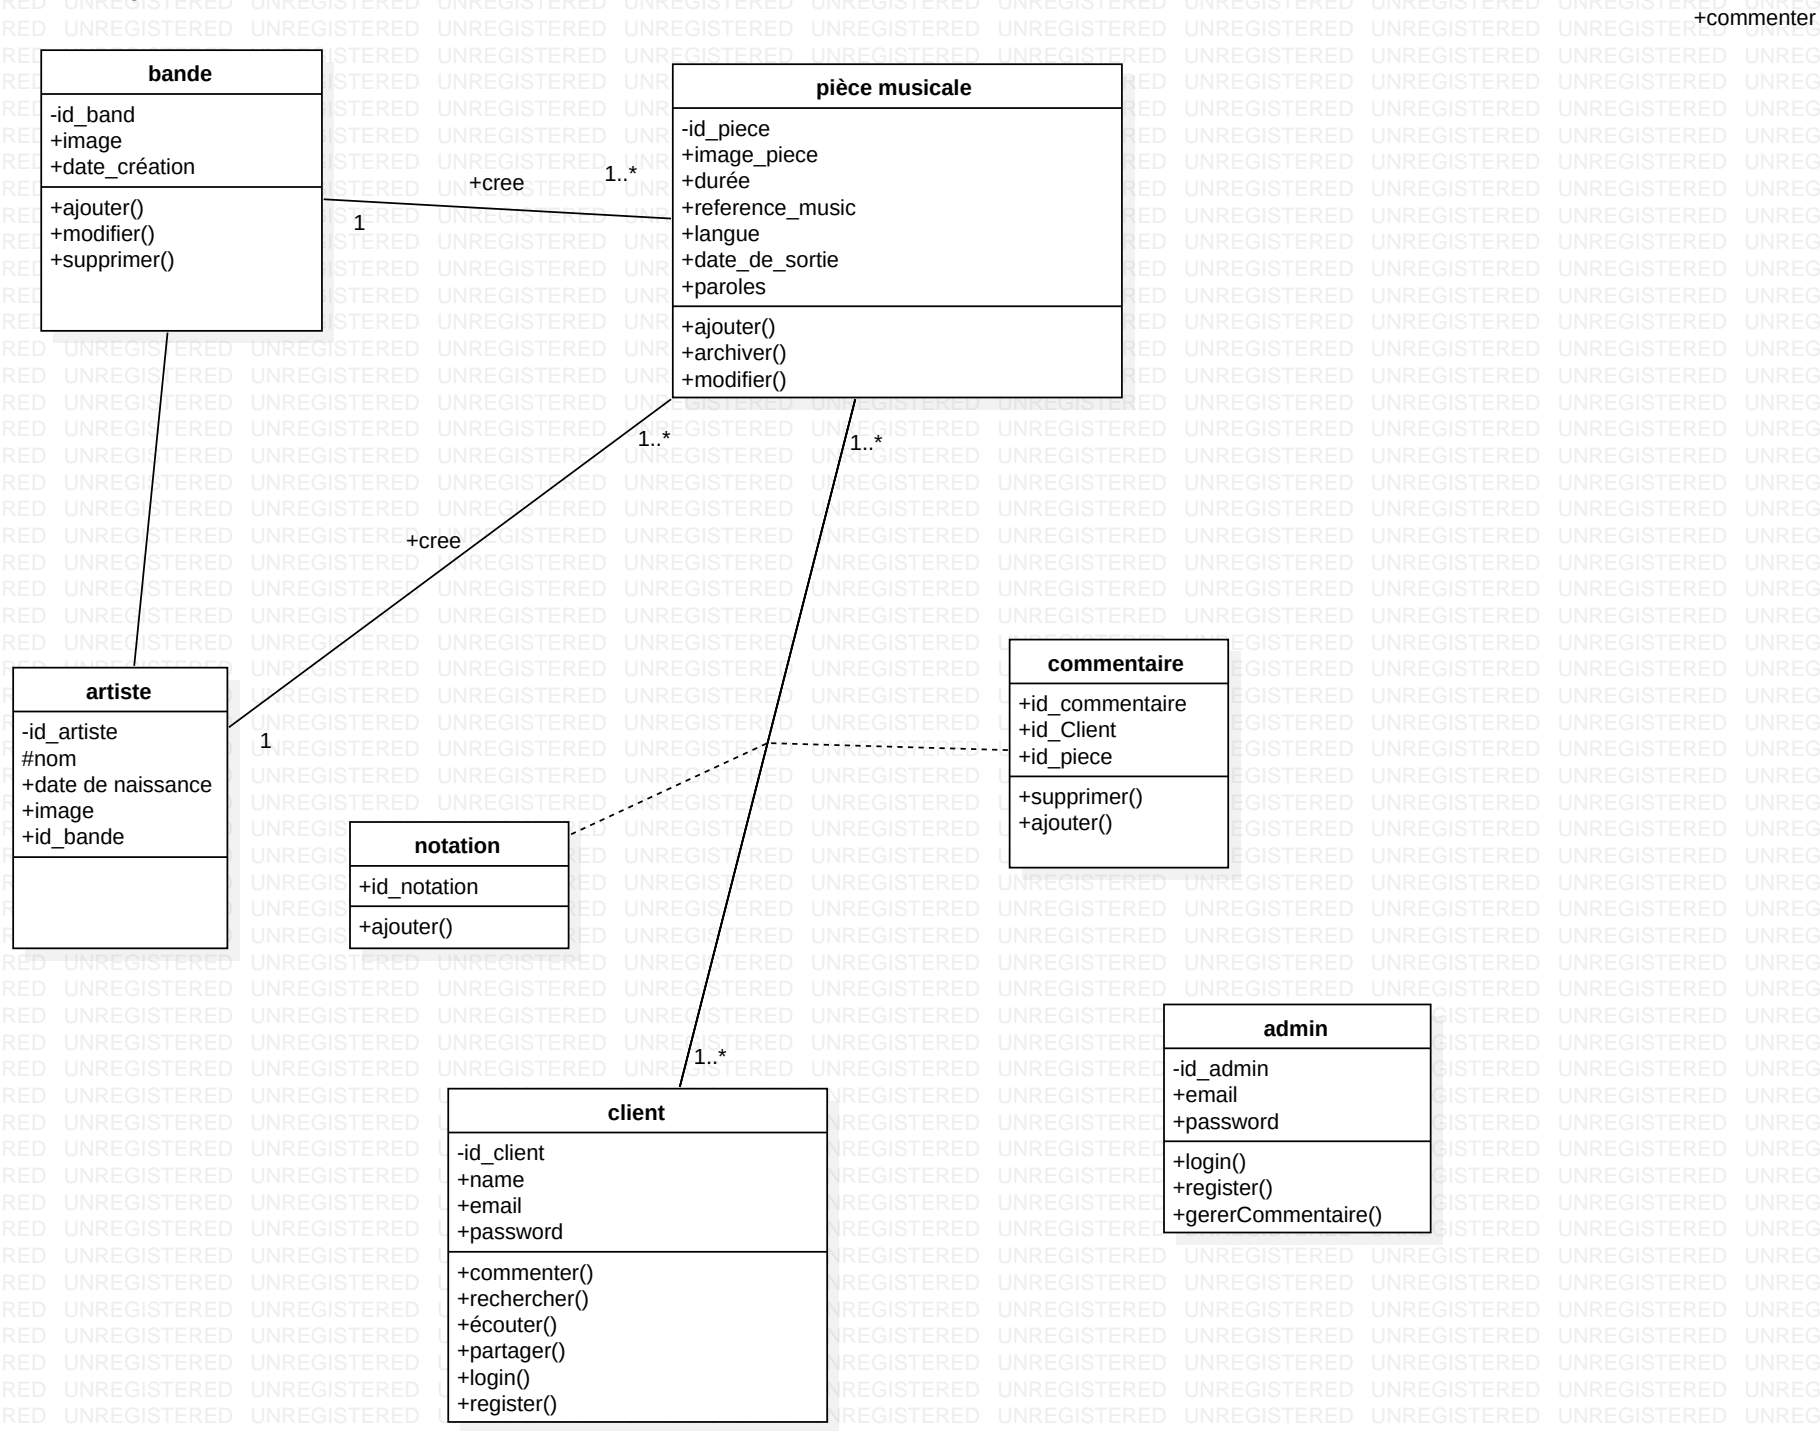 +commenter
bande
-id_band
+image
+date_création
+ajouter()
+modifier()
+supprimer()
+cree
1..*
1
pièce musicale
-id_piece
+image_piece
+durée
+reference_music
+langue
+date_de_sortie
+paroles
+ajouter()
+archiver()
+modifier()
1..*
1..*
+cree
1
artiste
-id_artiste
#nom
+date de naissance
+image
+id_bande
commentaire
+id_commentaire
+id_Client
+id_piece
+supprimer()
+ajouter()
notation
+id_notation
+ajouter()
1..*
client
-id_client
+name
+email
+password
+commenter()
+rechercher()
+écouter()
+partager()
+login()
+register()
admin
-id_admin
+email
+password
+login()
+register()
+gererCommentaire()
UNREGISTERED